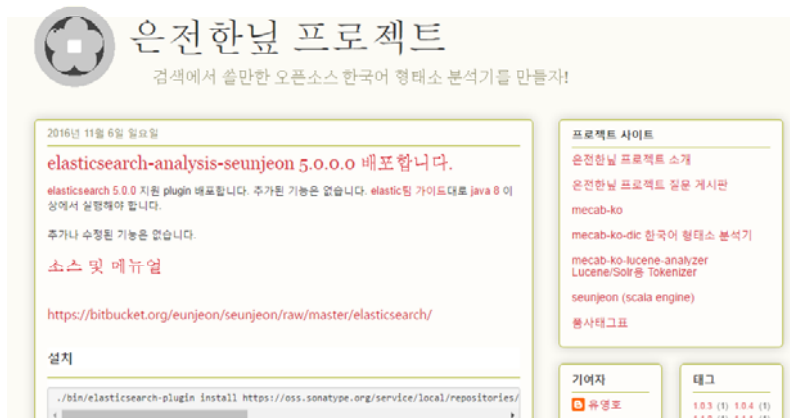 은전한닢 프로젝트
검색에서 쓸만한 오픈소스 한국어 형태소 분석기를 만들자!
2016년 11월 6일 일요일
elasticsearch-analysis-seunjeon 5.0.0.0 배포합니다.
elasticsearch 5.0.0 지원 plugin 배포합니다. 추가된 기능은 없습니다. elastic팀 가이드대로 java 8 이
상에서 실행해야 합니다.
추가나 수정된 기능은 없습니다.
소스 및 메뉴얼
https://bitbucket.org/eunjeon/seunjeon/raw/master/elasticsearch/
설치
./bin/elasticsearch-plugin install https://oss.sonatype.org/service/local/repositories/
프로젝트 사이트
은전한닢 프로젝트 소개
은전한닢 프로젝트 질문 게시판
mecab-ko
mecab-ko-dic 한국어 형태소 분석기
mecab-ko-lucene-analyzer
Lucene/Solr용 Tokenizer
seunjeon (scala engine)
품사태그표
기여자
유영호
태그
1.0.3 (1) 1.0.4 (1)